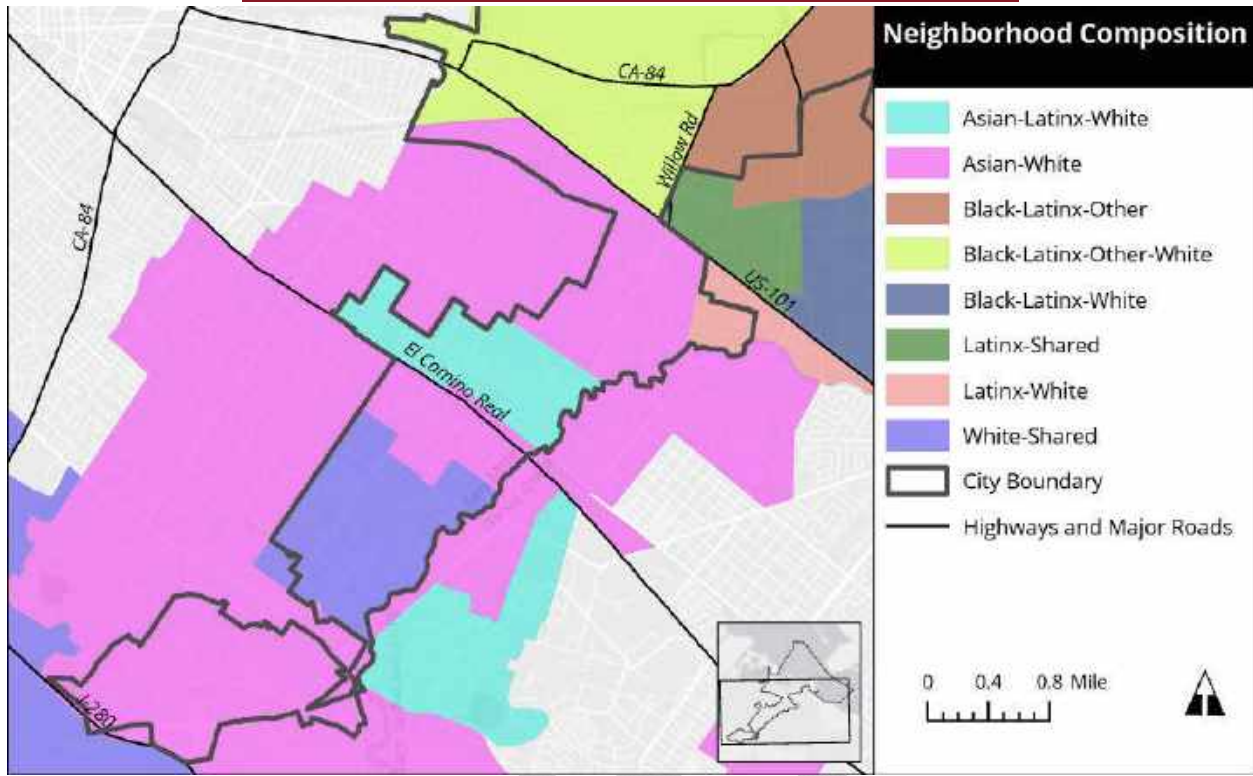 Neighborhood Composition
Asian-Latinx-White
Asian-White
Black-Latinx-Other
Black-Latinx-Other-White
Black-Latinx-White
Latinx-Shared
Latinx-White
White-Shared
City Boundary
Highways and Major Roads
0 0.4 0.8 Mile
CA-84
Willow Rd
CA-84
US-101
El Camino Real
I-280